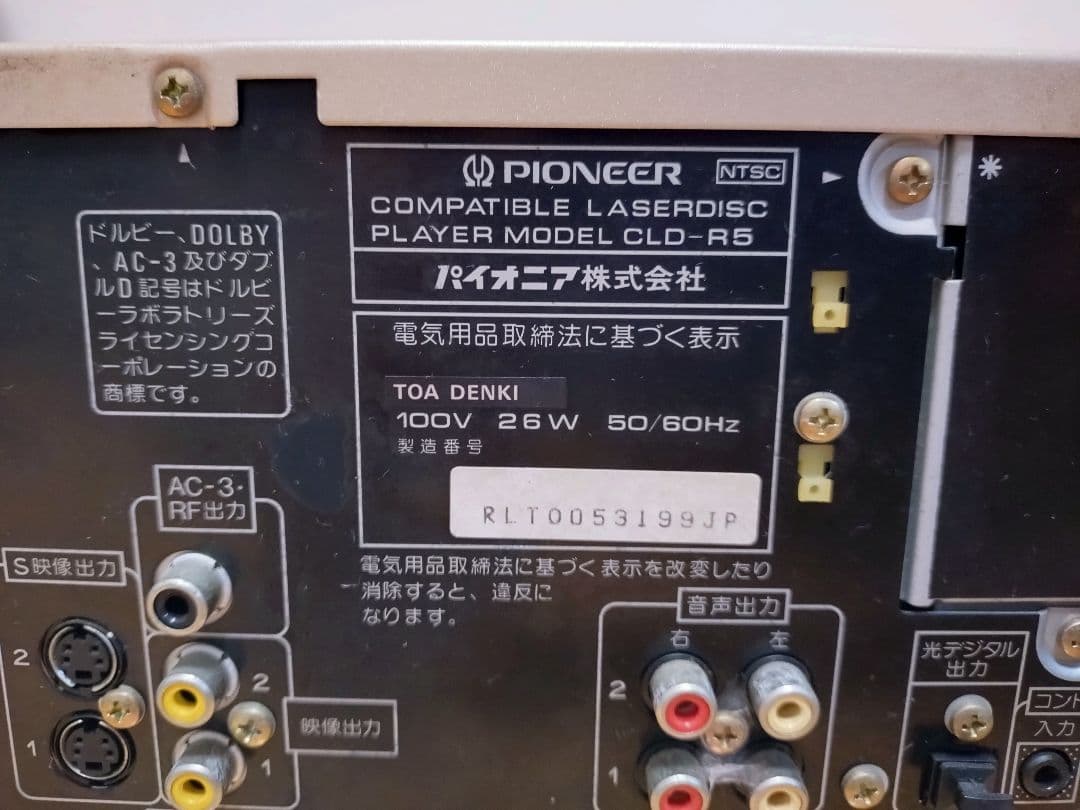 PIONEER NTSC
COMPATIBLE LASERDISC
PLAYER MODEL CLD-R5
パイオニア株式会社
ドルビー、DOLBY
、AC-3及びダブ
ルD記号はドルビ
ーラボラトリーズ
ライセンシングコ
ーポレーションの
商標です。
電気用品取締法に基づく表示
TOA DENKI
100V 26W 50/60Hz
製造番号
RLT0053199JP
電気用品取締法に基づく表示を改変したり
消除すると、違反に
なります。
AC-3・
RF出力
S映像出力
2
1
2
映像出力
1
音声出力
右 左
2
1
光デジタル
出力
コント
入力